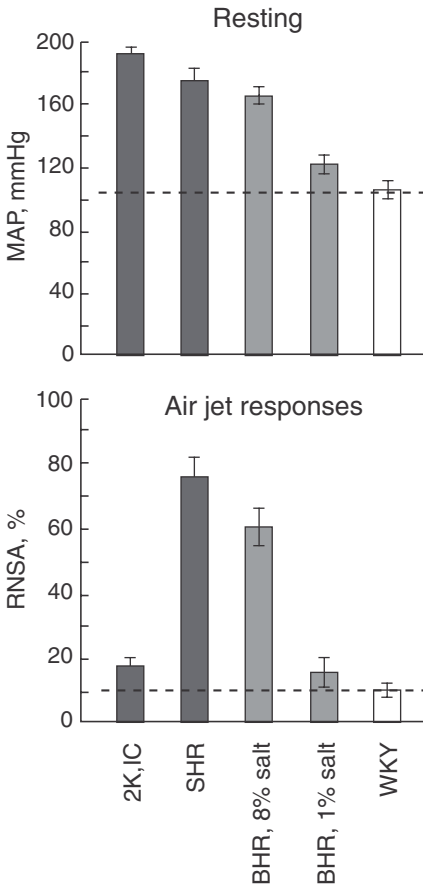 Resting
MAP, mmHg
200
160
120
80
40
0
Air jet responses
RNSA, %
100
80
60
40
20
0
2K,IC
SHR
BHR, 8% salt
BHR, 1% salt
WKY